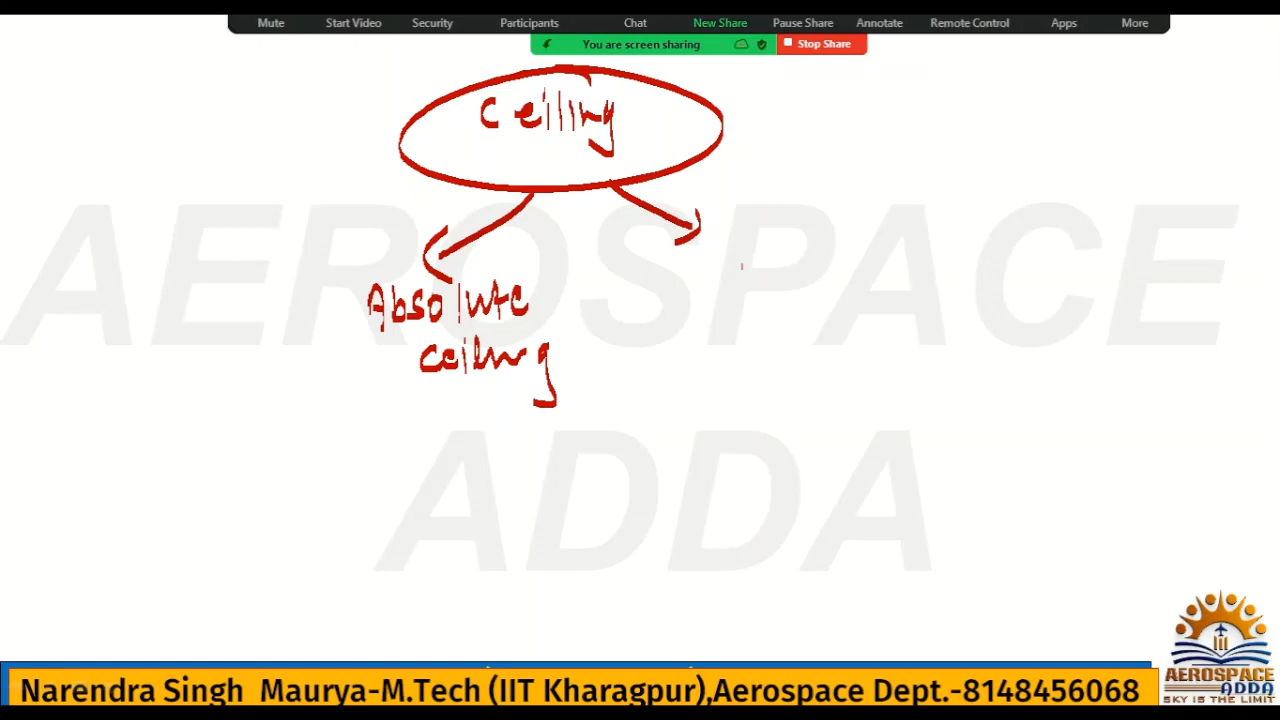 Mute Start Video Security Participants Chat New Share Pause Share Annotate Remote Control Apps More
You are screen sharing Stop Share
Ceiling
Absolute
ceiling
AEROSPACE
ADDA
AEROSPACE
ADDA
SKY IS THE LIMIT
Narendra Singh Maurya-M.Tech (IIT Kharagpur),Aerospace Dept.-8148456068